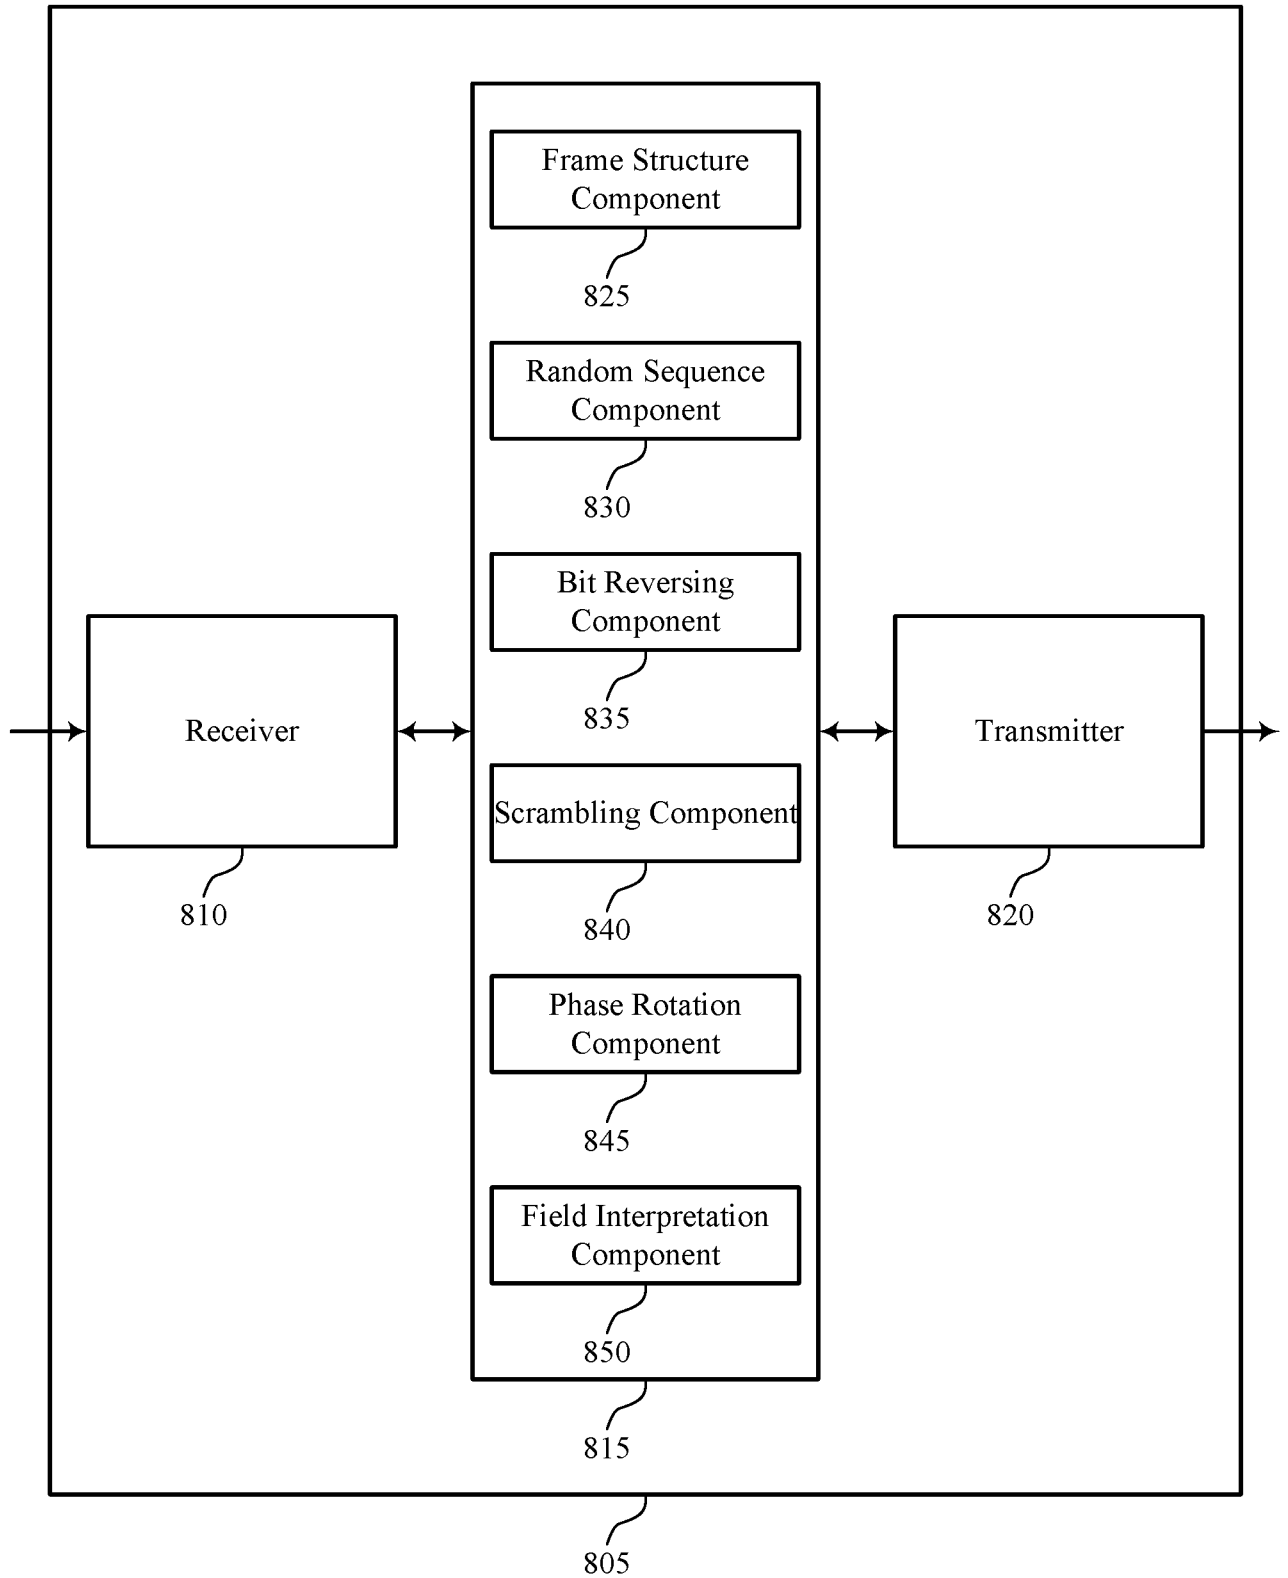 Frame Structure
Component
825
Random Sequence
Component
830
Bit Reversing
Component
835
Receiver
810
Scrambling Component
840
Transmitter
820
Phase Rotation
Component
845
Field Interpretation
Component
850
815
805